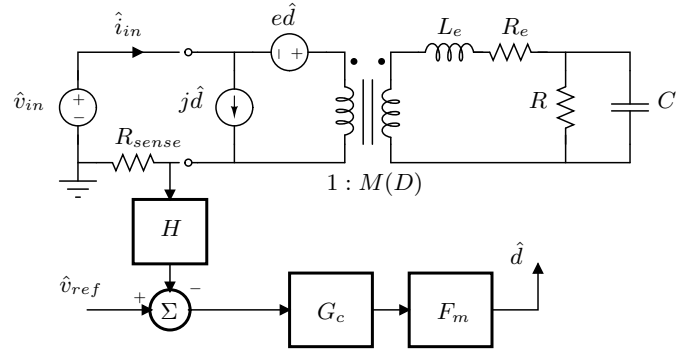 î_in
ed̂
− +
L_e
R_e
v̂_in
+
−
jd̂
R
C
R_sense
1 : M(D)
H
v̂_ref
+
−
Σ
G_c
F_m
d̂